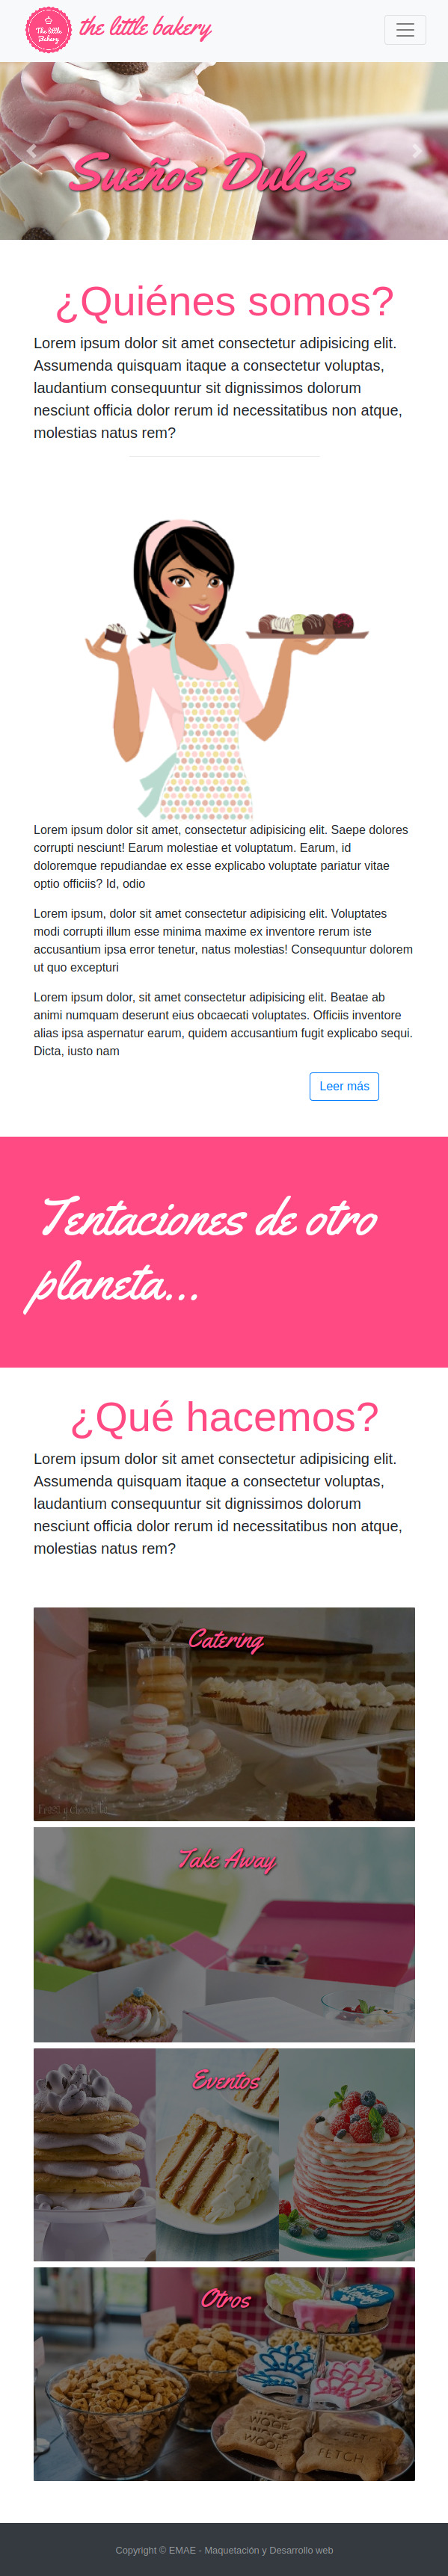 The little
Bakery
the little bakery
Sueños Dulces
¿Quiénes somos?
Lorem ipsum dolor sit amet consectetur adipisicing elit.
Assumenda quisquam itaque a consectetur voluptas,
laudantium consequuntur sit dignissimos dolorum
nesciunt officia dolor rerum id necessitatibus non atque,
molestias natus rem?
Lorem ipsum dolor sit amet, consectetur adipisicing elit. Saepe dolores
corrupti nesciunt! Earum molestiae et voluptatum. Earum, id
doloremque repudiandae ex esse explicabo voluptate pariatur vitae
optio officiis? Id, odio
Lorem ipsum, dolor sit amet consectetur adipisicing elit. Voluptates
modi corrupti illum esse minima maxime ex inventore rerum iste
accusantium ipsa error tenetur, natus molestias! Consequuntur dolorem
ut quo excepturi
Lorem ipsum dolor, sit amet consectetur adipisicing elit. Beatae ab
animi numquam deserunt eius obcaecati voluptates. Officiis inventore
alias ipsa aspernatur earum, quidem accusantium fugit explicabo sequi.
Dicta, iusto nam
Leer más
Tentaciones de otro
planeta...
¿Qué hacemos?
Lorem ipsum dolor sit amet consectetur adipisicing elit.
Assumenda quisquam itaque a consectetur voluptas,
laudantium consequuntur sit dignissimos dolorum
nesciunt officia dolor rerum id necessitatibus non atque,
molestias natus rem?
Catering
Take Away
Eventos
Otros
WOOF
WOOF
WOOF
FETCH
Copyright © EMAE - Maquetación y Desarrollo web